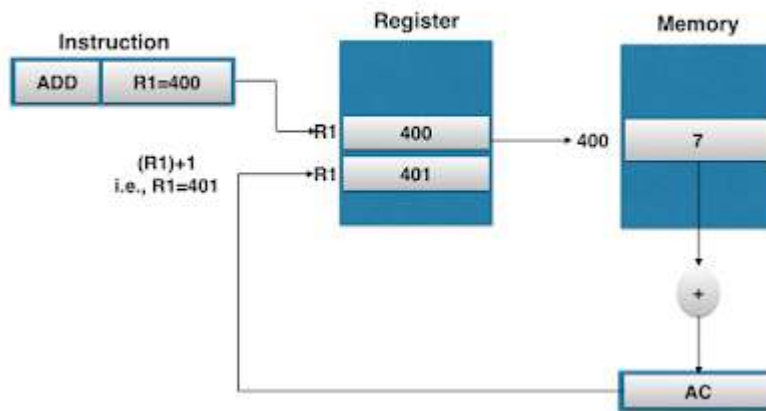 Instruction
Register
Memory
ADD
R1=400
R1
400
400
7
(R1)+1
i.e., R1=401
R1
401
+
AC